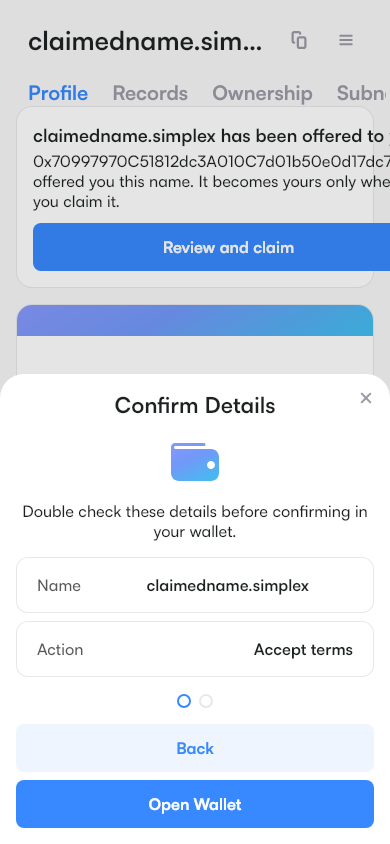 claimedname.sim...
Profile Records Ownership Subn
claimedname.simplex has been offered to
0x70997970C51812dc3A010C7d01b50e0d17dc7
offered you this name. It becomes yours only whe
you claim it.
Review and claim
Confirm Details
Double check these details before confirming in
your wallet.
Name claimedname.simplex
Action Accept terms
Back
Open Wallet